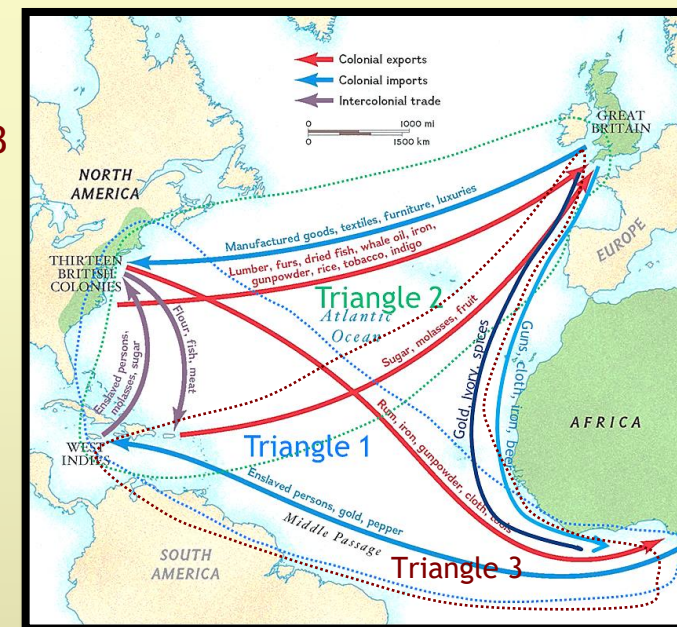 3
Colonial exports
Colonial imports
Intercolonial trade
0 1000 mi
0 1500 km
GREAT
BRITAIN
NORTH
AMERICA
EUROPE
Manufactured goods, textiles, furniture, luxuries
THIRTEEN
BRITISH
COLONIES
Lumber, furs, dried fish, whale oil, iron,
gunpowder, rice, tobacco, indigo
Triangle 2
Atlantic
Ocean
Sugar, molasses, fruit
Flour, fish, meat
Enslaved persons,
molasses, sugar
Gold, Ivory, spices
Guns, cloth, iron, beer
Rum, iron, gunpowder, cloth, tools
AFRICA
WEST
INDIES
Triangle 1
Enslaved persons, gold, pepper
Middle Passage
SOUTH
AMERICA
Triangle 3